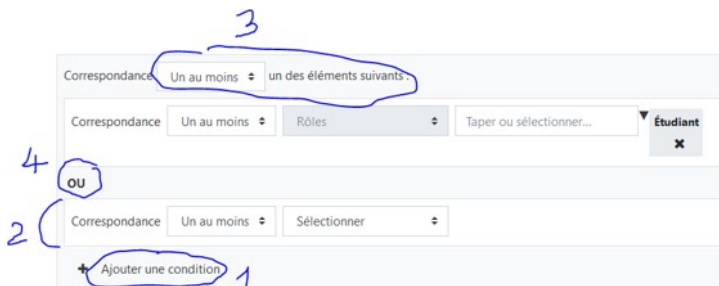 3
Correspondance Un au moins un des éléments suivants :
Correspondance Un au moins Rôles Taper ou sélectionner... Étudiant
4
OU
2 Correspondance Un au moins Sélectionner
Ajouter une condition 1